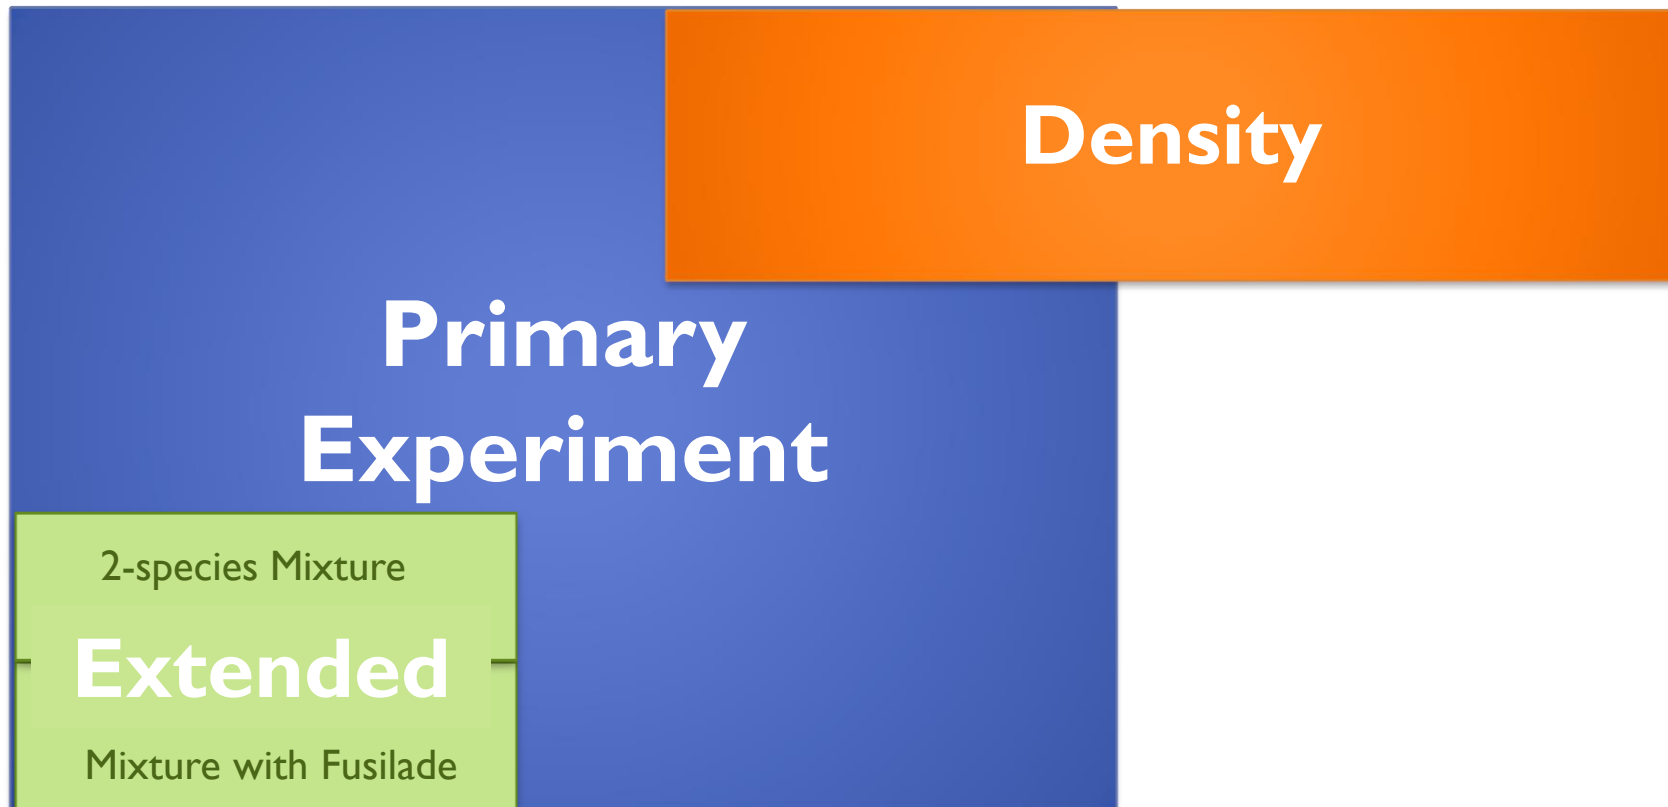 Density
Primary
Experiment
2-species Mixture
Extended
Mixture with Fusilade